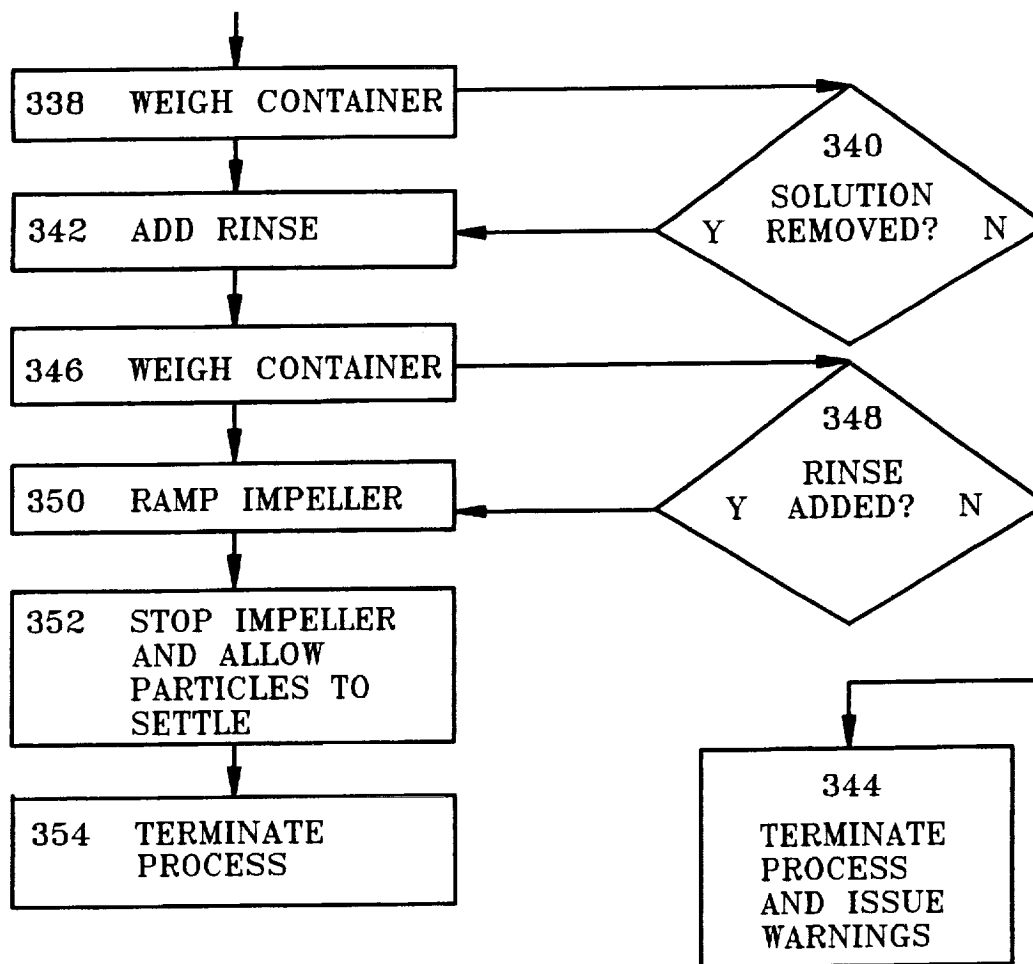 338 WEIGH CONTAINER
340
SOLUTION
Y REMOVED? N
342 ADD RINSE
346 WEIGH CONTAINER
348
RINSE
Y ADDED? N
350 RAMP IMPELLER
352 STOP IMPELLER
AND ALLOW
PARTICLES TO
SETTLE
354 TERMINATE
PROCESS
344
TERMINATE
PROCESS
AND ISSUE
WARNINGS